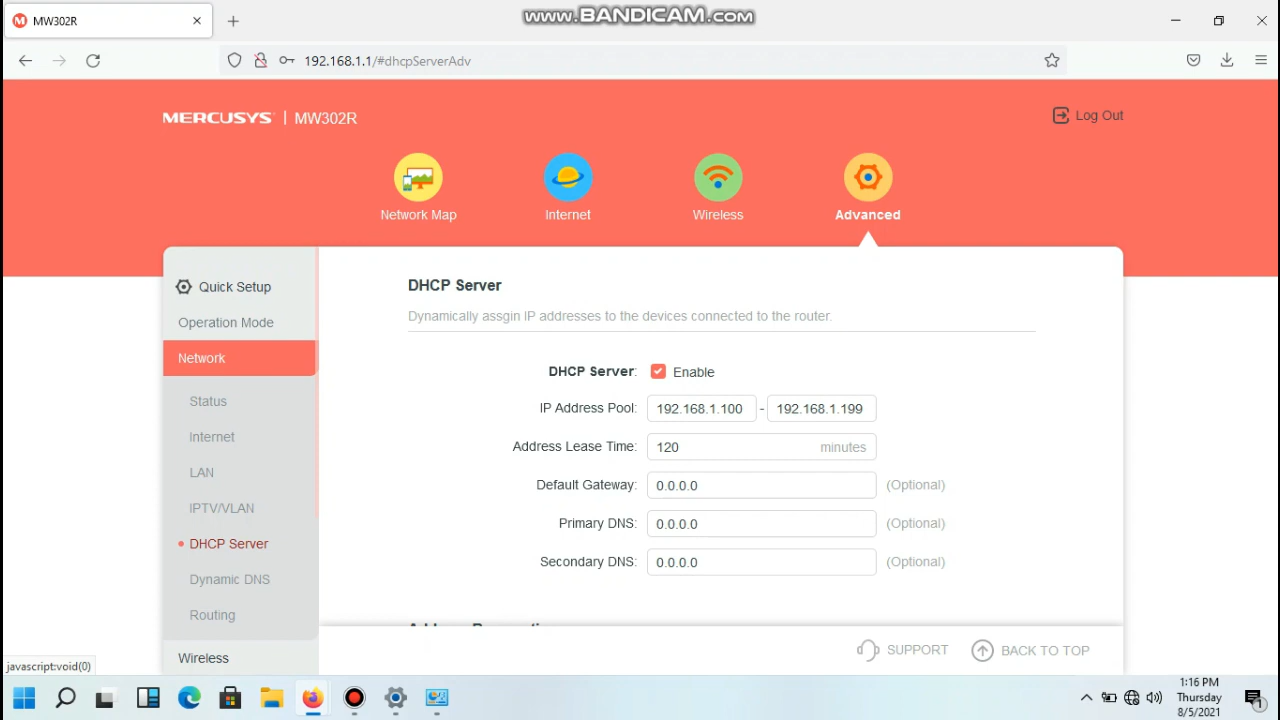 MW302R
www.BANDICAM.com
192.168.1.1/#dhcpServerAdv
MERCUSYS | MW302R
Log Out
Network Map
Internet
Wireless
Advanced
Quick Setup
Operation Mode
Network
Status
Internet
LAN
IPTV/VLAN
DHCP Server
Dynamic DNS
Routing
Wireless
DHCP Server
Dynamically assgin IP addresses to the devices connected to the router.
DHCP Server: Enable
IP Address Pool: 192.168.1.100 - 192.168.1.199
Address Lease Time: 120 minutes
Default Gateway: 0.0.0.0 (Optional)
Primary DNS: 0.0.0.0 (Optional)
Secondary DNS: 0.0.0.0 (Optional)
SUPPORT
BACK TO TOP
javascript:void(0)
1:16 PM
Thursday
8/5/2021
1